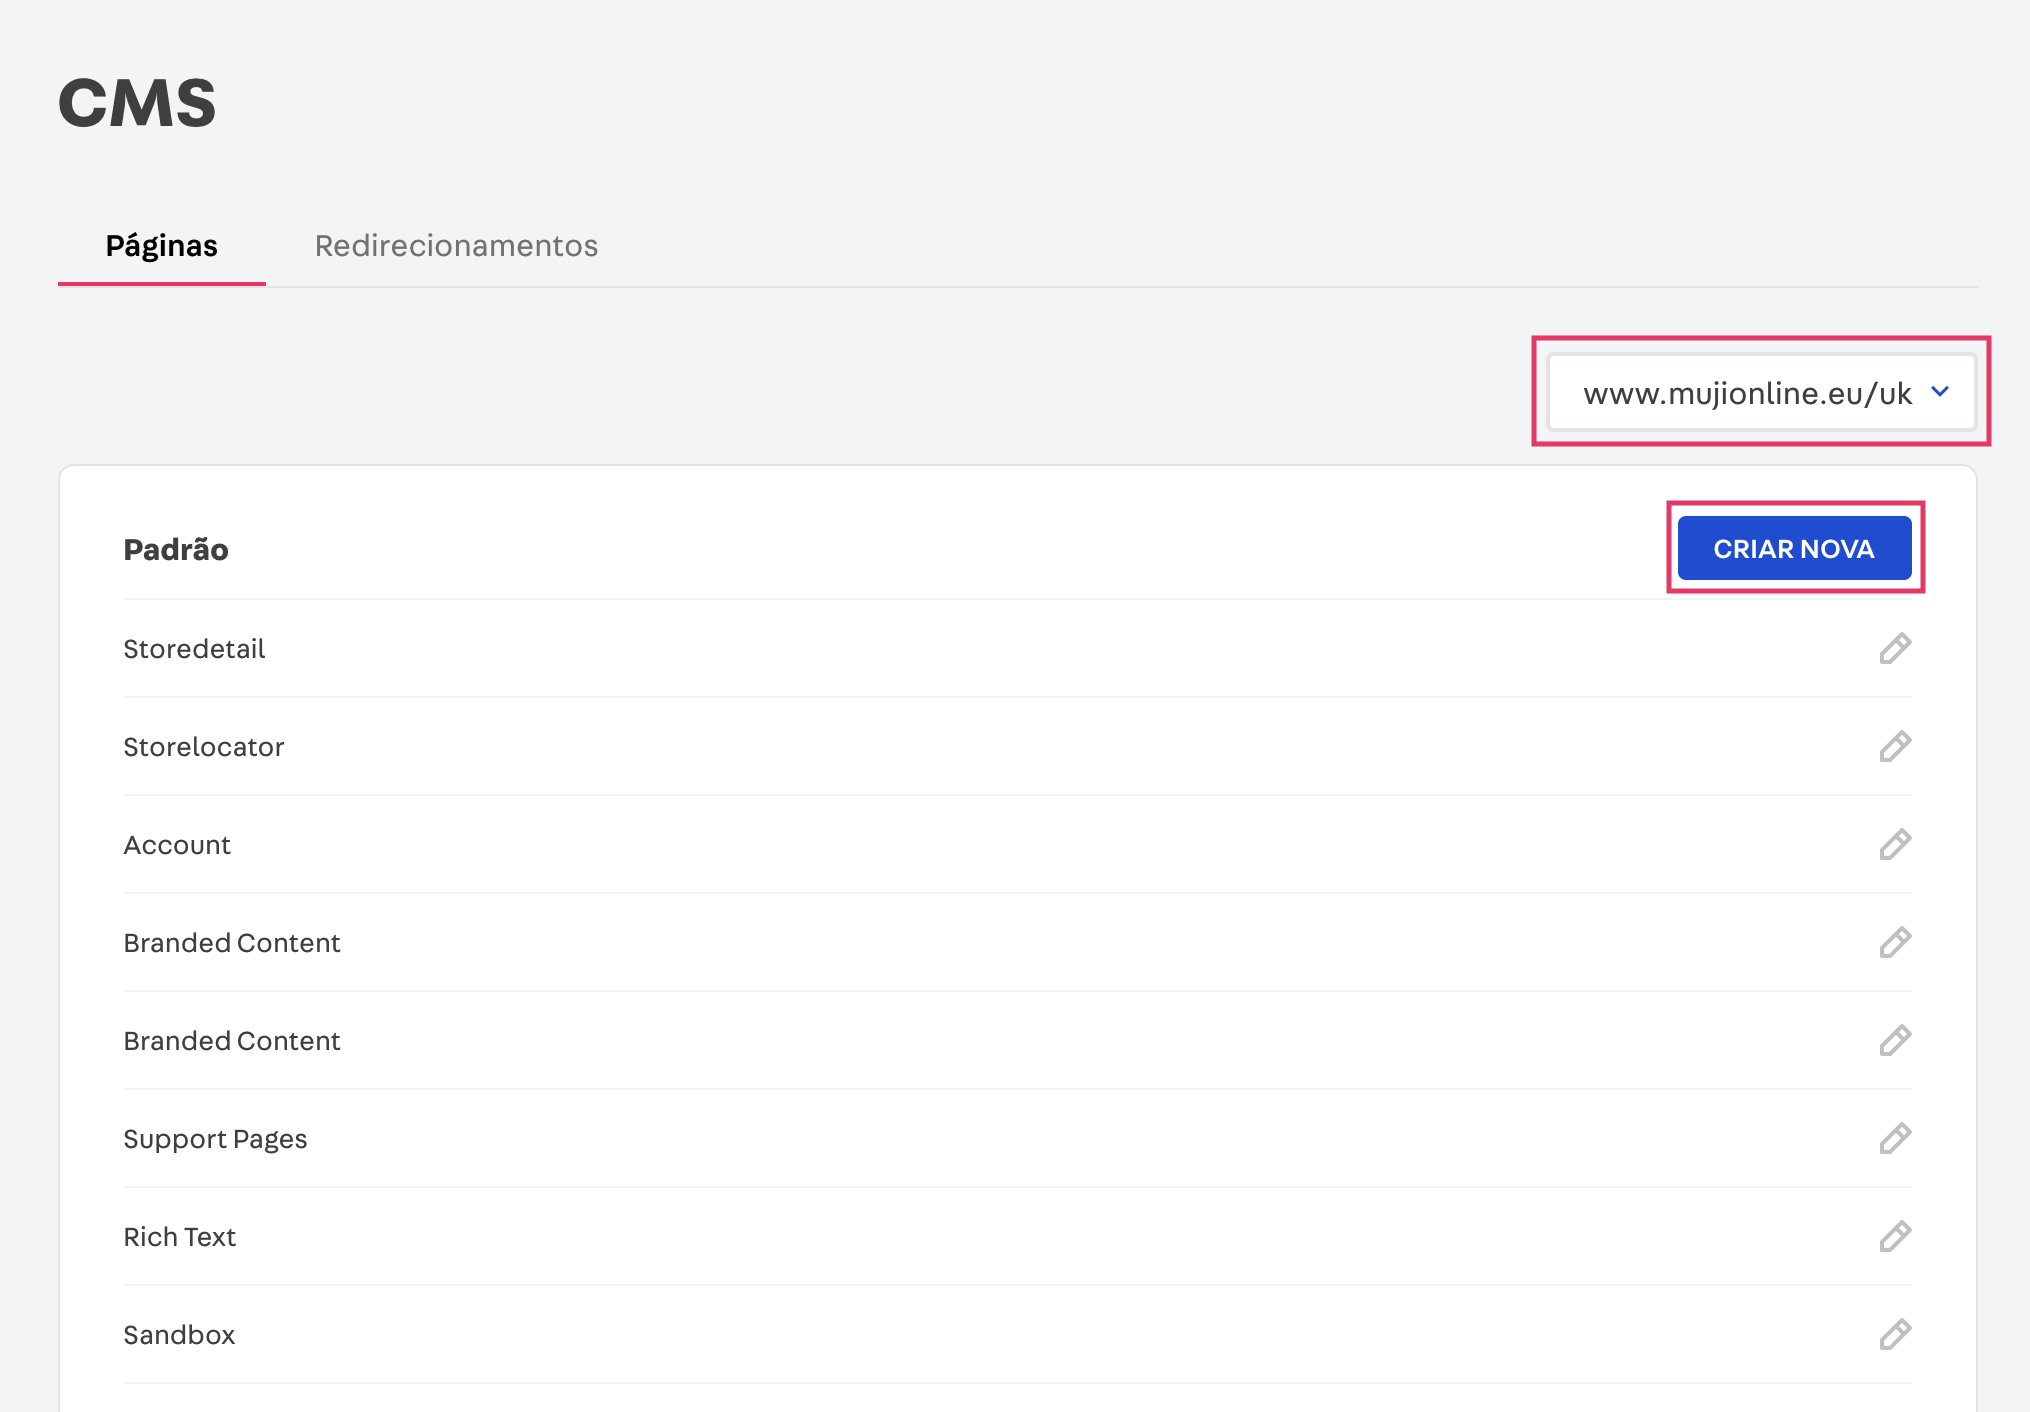 CMS
Páginas
Redirecionamentos
www.mujionline.eu/uk
Padrão
CRIAR NOVA
Storedetail
Storelocator
Account
Branded Content
Branded Content
Support Pages
Rich Text
Sandbox